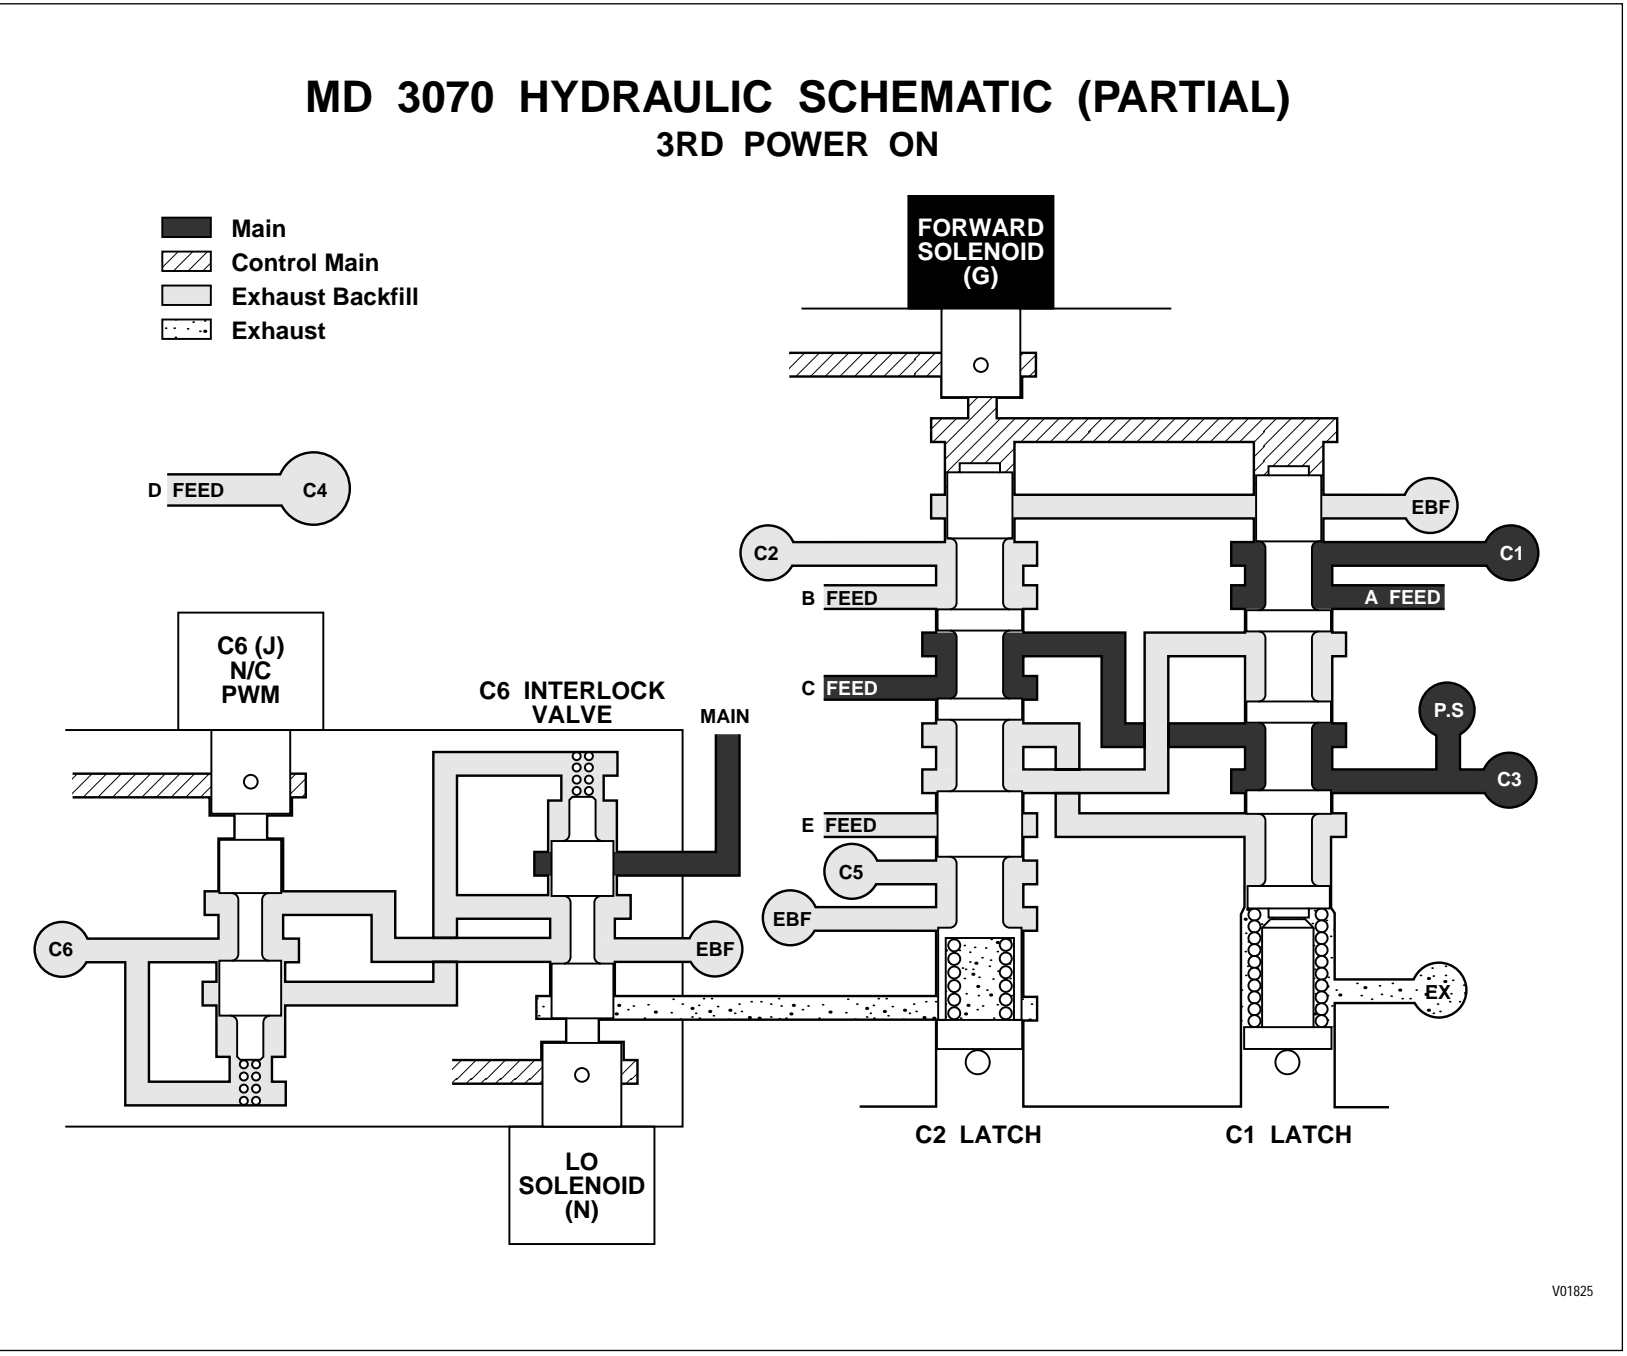 MD 3070 HYDRAULIC SCHEMATIC (PARTIAL)
3RD POWER ON
Main
Control Main
Exhaust Backfill
Exhaust
FORWARD
SOLENOID
(G)
D FEED
C4
EBF
C2
C1
B FEED
A FEED
C6 (J)
N/C
PWM
C6 INTERLOCK
VALVE
MAIN
C FEED
P.S
C3
E FEED
C5
EBF
C6
EBF
EX
LO
SOLENOID
(N)
C2 LATCH
C1 LATCH
V01825